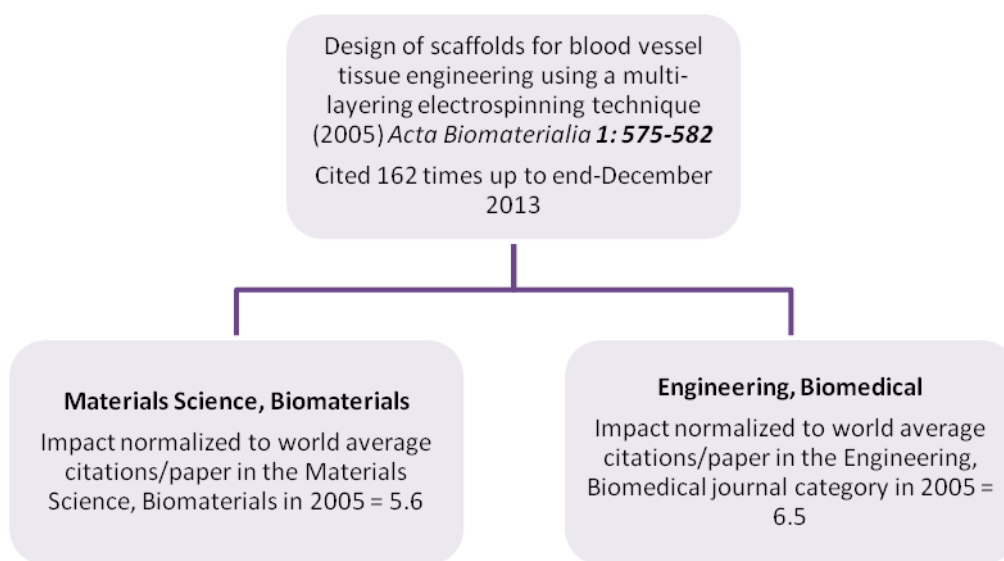 Design of scaffolds for blood vessel
tissue engineering using a multi-
layering electrospinning technique
(2005) Acta Biomaterialia 1: 575-582
Cited 162 times up to end-December
2013
Materials Science, Biomaterials
Impact normalized to world average
citations/paper in the Materials
Science, Biomaterials in 2005 = 5.6
Engineering, Biomedical
Impact normalized to world average
citations/paper in the Engineering,
Biomedical journal category in 2005 =
6.5